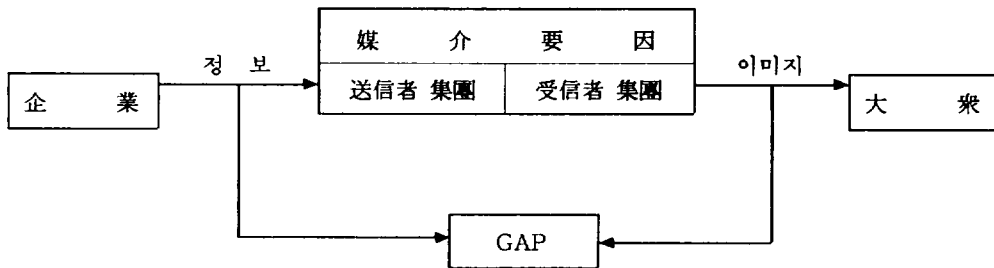 媒 介 要 因
정 보
이미지
送信者 集團
受信者 集團
企 業
大 衆
GAP